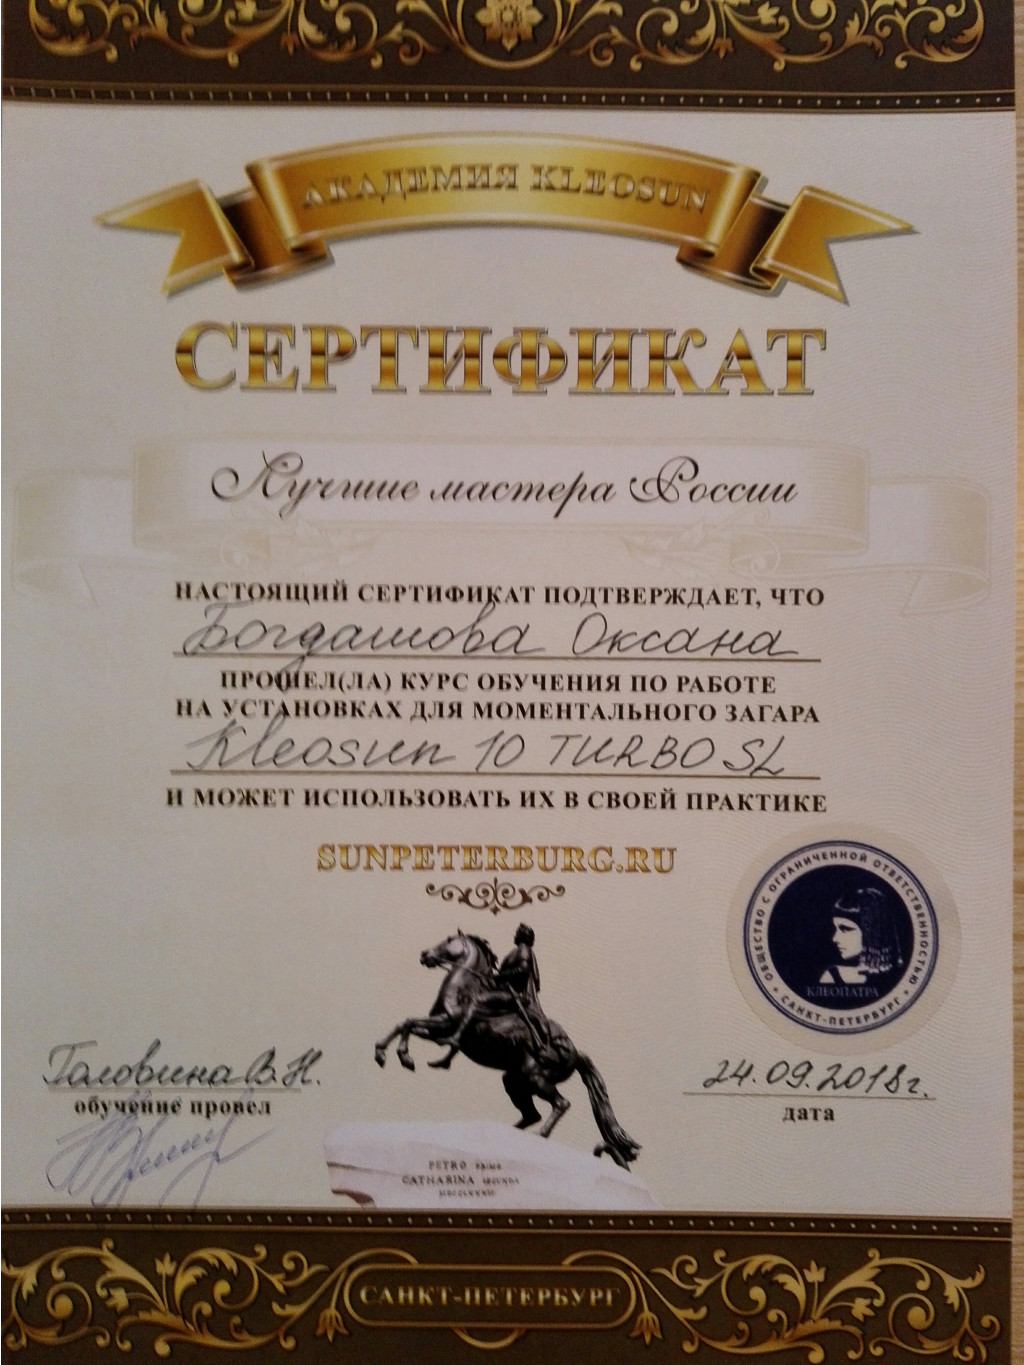 АКАДЕМИЯ KLEOSUN
СЕРТИФИКАТ
Лучшие мастера России
НАСТОЯЩИЙ СЕРТИФИКАТ ПОДТВЕРЖДАЕТ, ЧТО
Богдашова Оксана
ПРОШЕЛ(ЛА) КУРС ОБУЧЕНИЯ ПО РАБОТЕ
НА УСТАНОВКАХ ДЛЯ МОМЕНТАЛЬНОГО ЗАГАРА
Kleosun 10 TURBO SL
И МОЖЕТ ИСПОЛЬЗОВАТЬ ИХ В СВОЕЙ ПРАКТИКЕ
SUNPETERBURG.RU
ОБЩЕСТВО С ОГРАНИЧЕННОЙ ОТВЕТСТВЕННОСТЬЮ
КЛЕОПАТРА
САНКТ-ПЕТЕРБУРГ
Головина В.Н.
обучение провел
24.09.2018г.
дата
PETRO prima
CATHARINA secunda
САНКТ-ПЕТЕРБУРГ